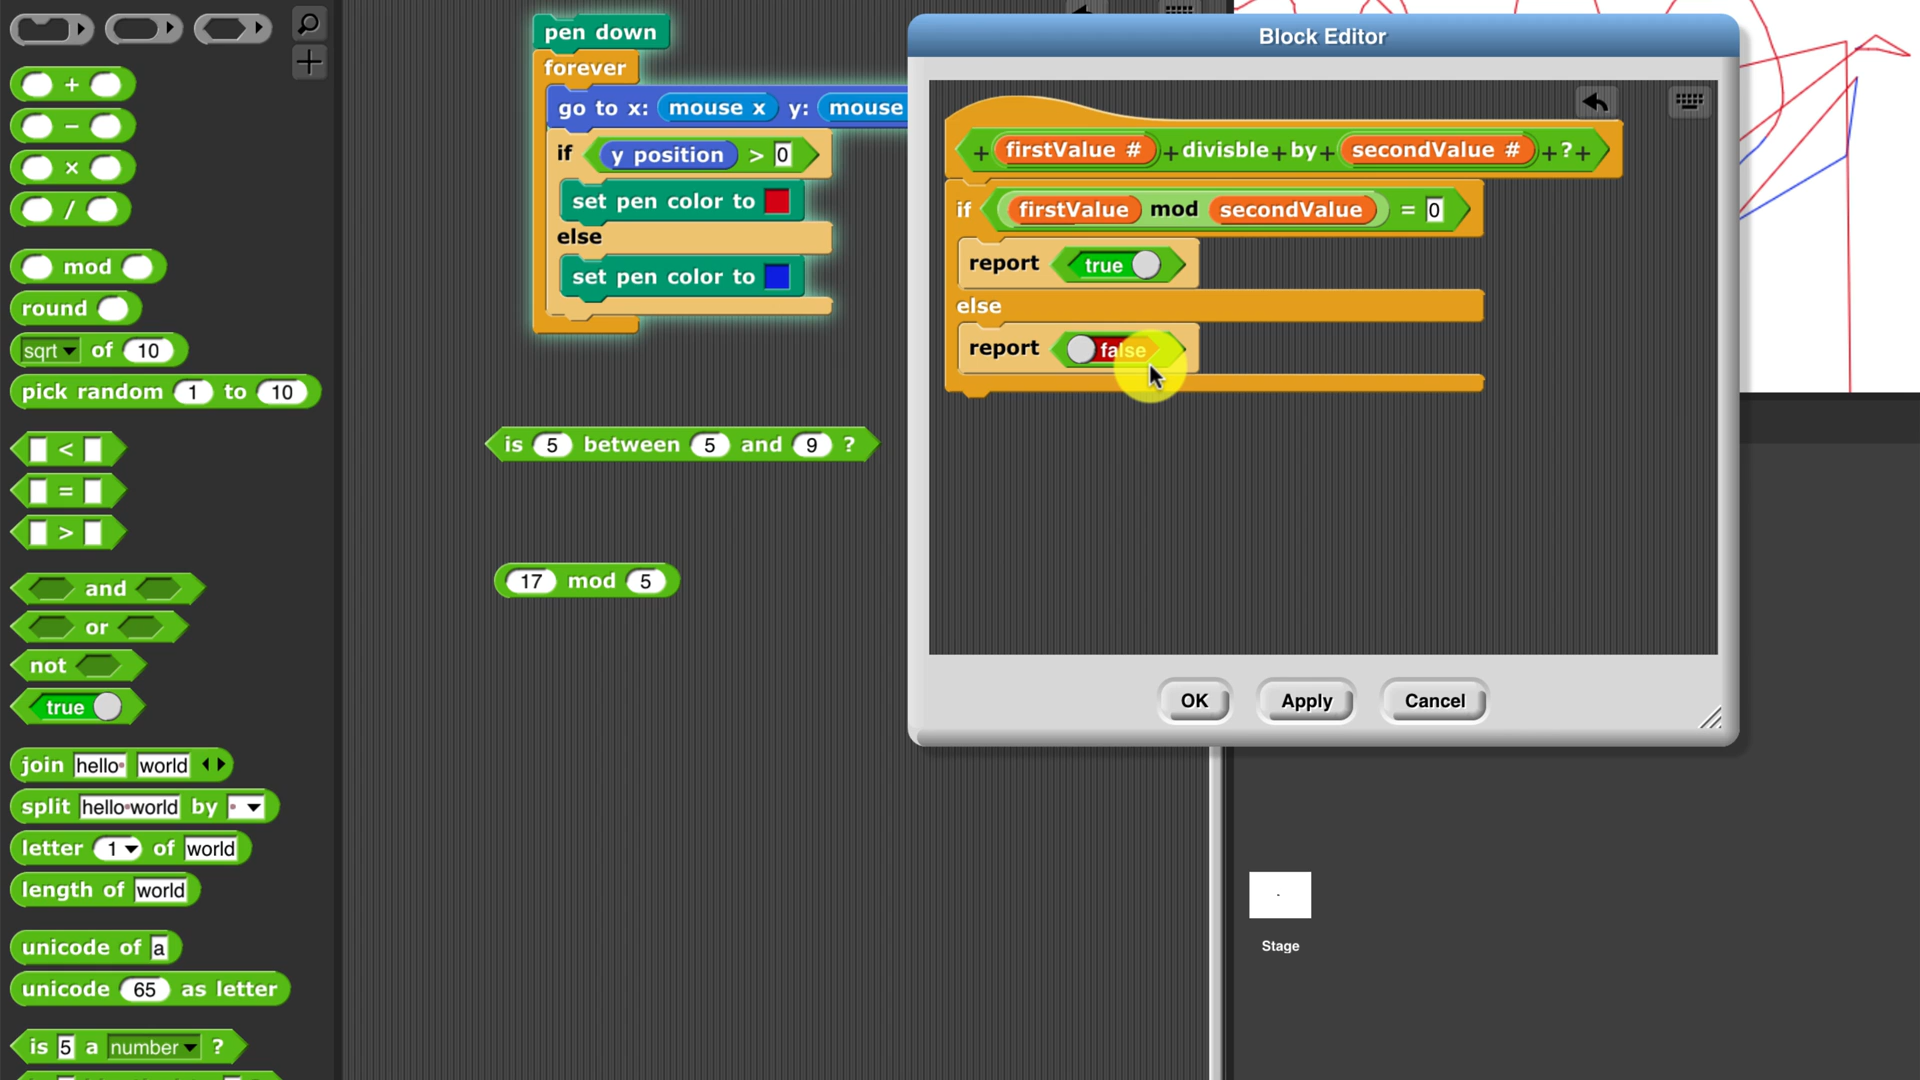 +
-
×
/
mod
round
sqrt of 10
pick random 1 to 10
<
=
>
and
or
not
true
join hello world
split hello world by
letter 1 of world
length of world
unicode of a
unicode 65 as letter
is 5 a number ?
pen down
forever
go to x: mouse x y: mouse
if y position > 0
set pen color to
else
set pen color to
is 5 between 5 and 9 ?
17 mod 5
Block Editor
+ firstValue # + divisble + by + secondValue # + ? +
if firstValue mod secondValue = 0
report true
else
report false
OK Apply Cancel
Stage